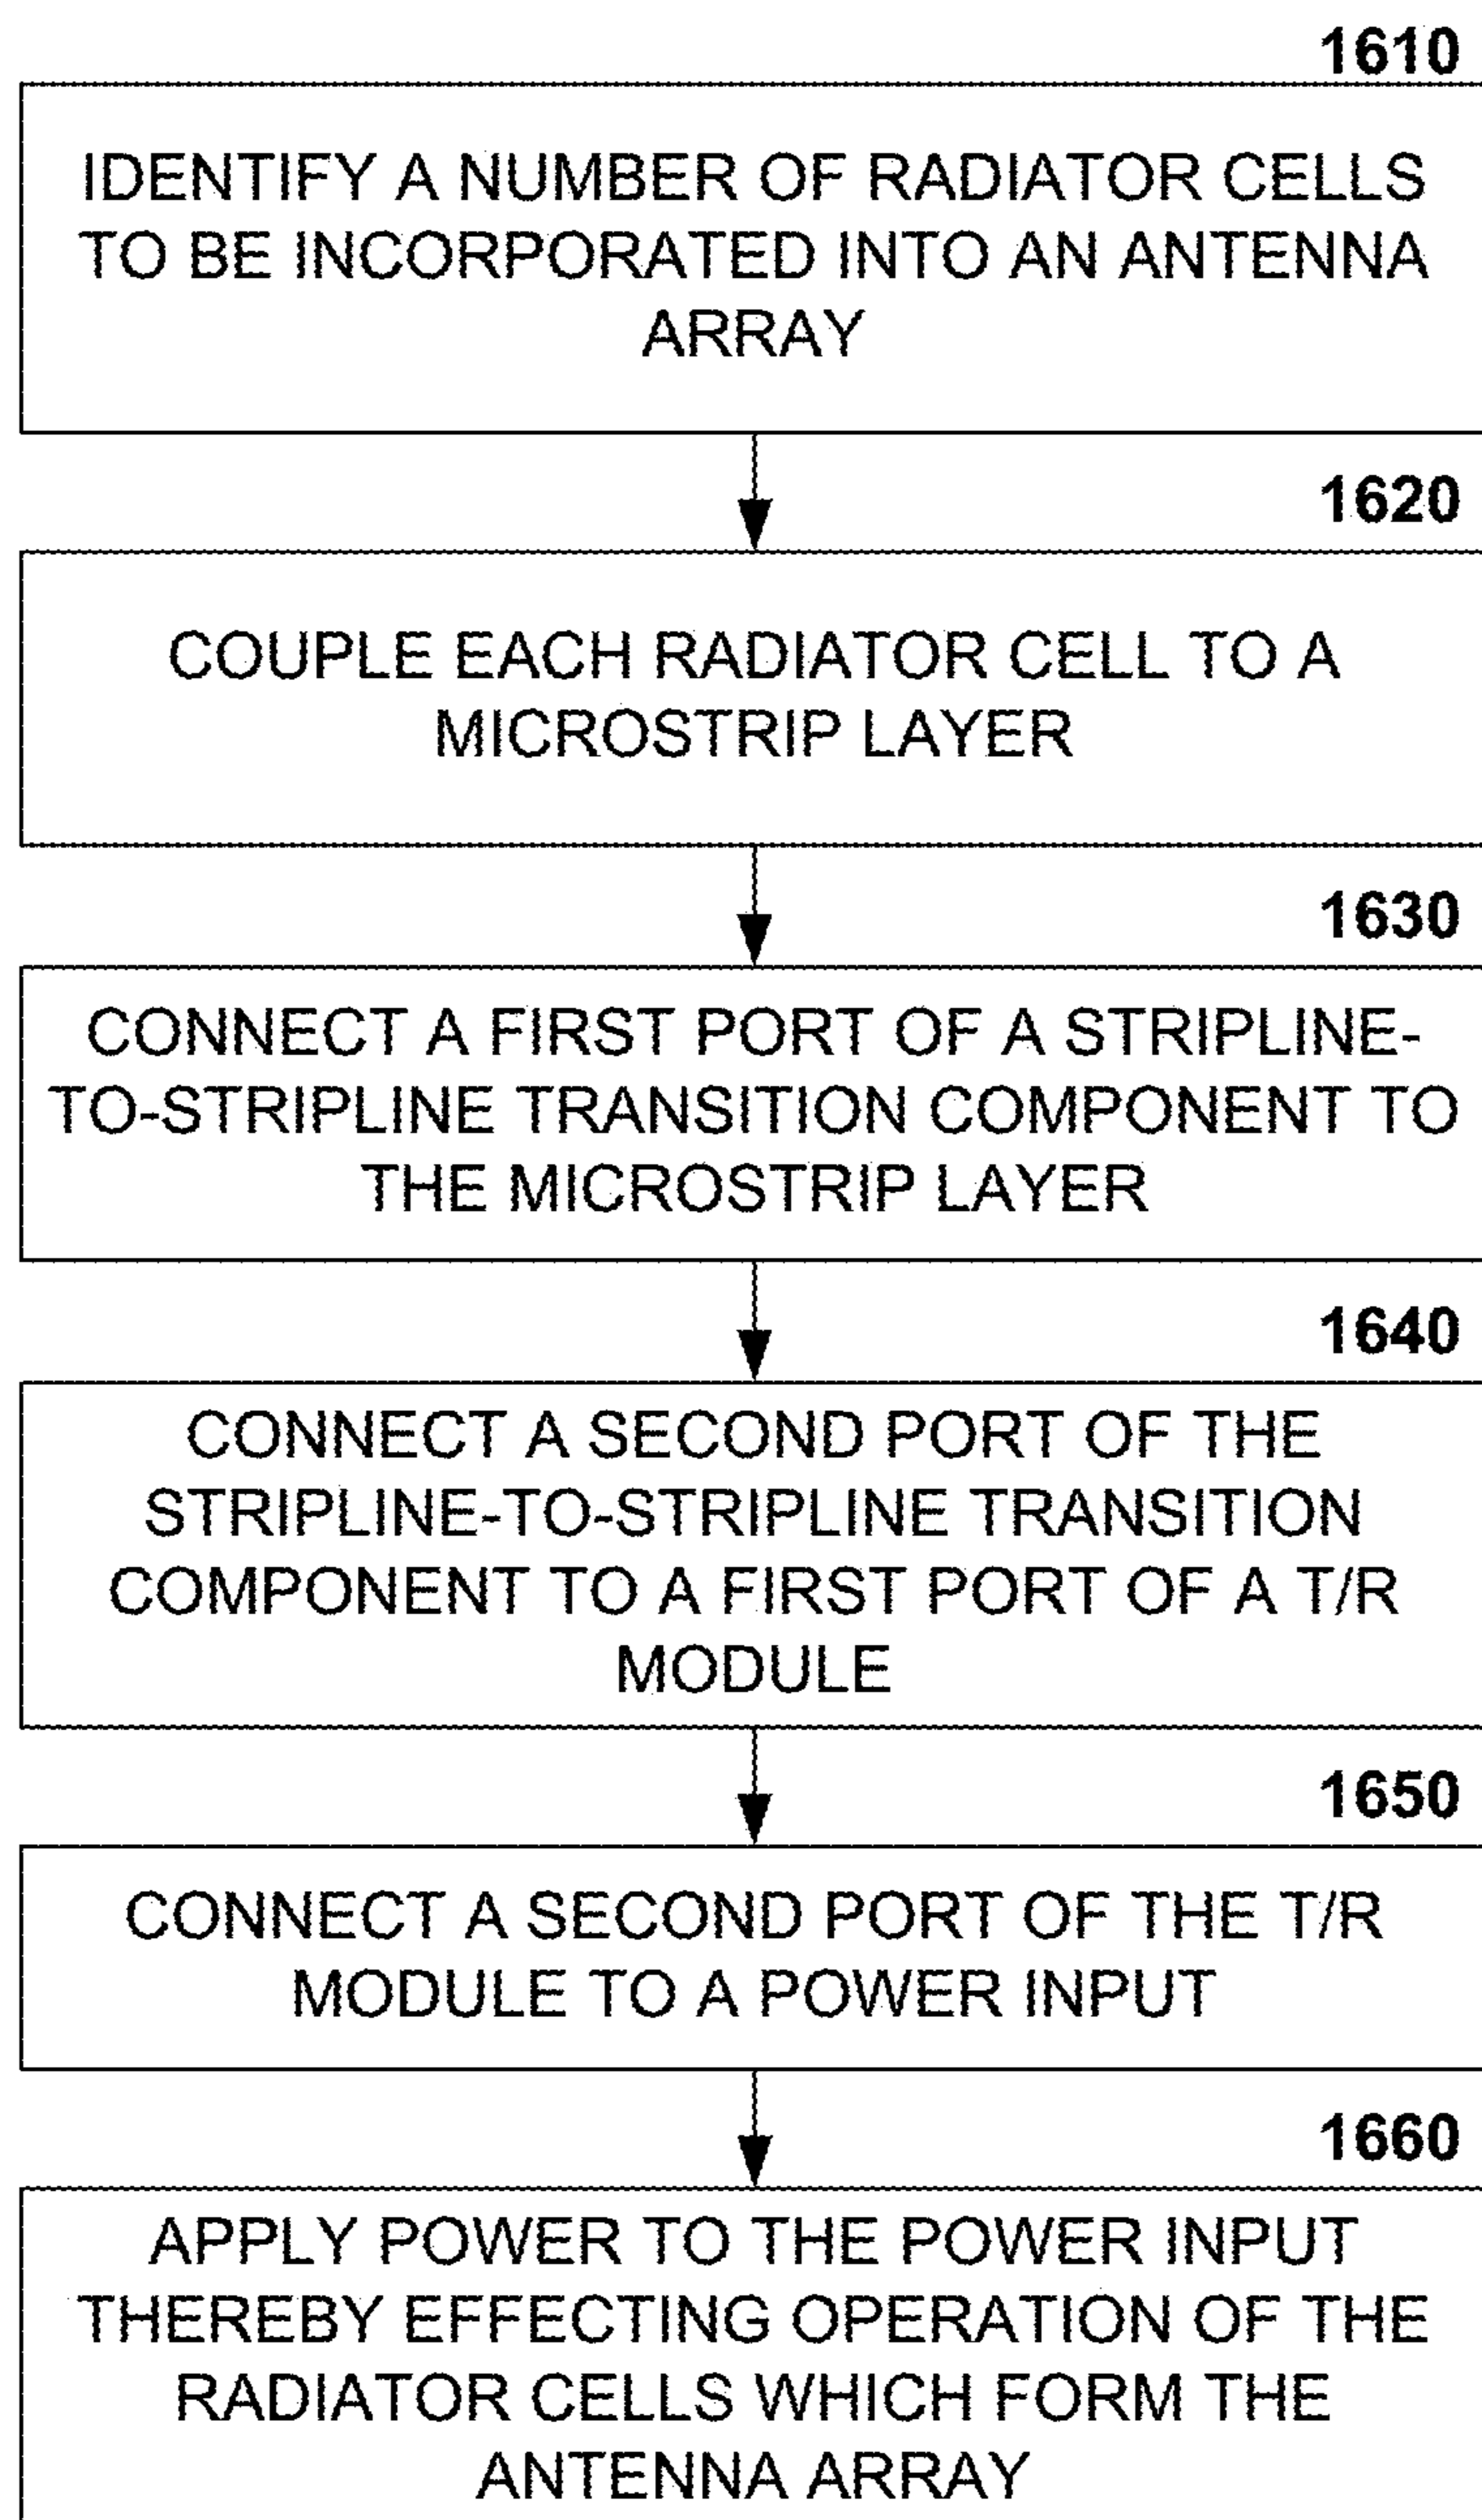 1610
IDENTIFY A NUMBER OF RADIATOR CELLS
TO BE INCORPORATED INTO AN ANTENNA
ARRAY
1620
COUPLE EACH RADIATOR CELL TO A
MICROSTRIP LAYER
1630
CONNECT A FIRST PORT OF A STRIPLINE-
TO-STRIPLINE TRANSITION COMPONENT TO
THE MICROSTRIP LAYER
1640
CONNECT A SECOND PORT OF THE
STRIPLINE-TO-STRIPLINE TRANSITION
COMPONENT TO A FIRST PORT OF A T/R
MODULE
1650
CONNECT A SECOND PORT OF THE T/R
MODULE TO A POWER INPUT
1660
APPLY POWER TO THE POWER INPUT
THEREBY EFFECTING OPERATION OF THE
RADIATOR CELLS WHICH FORM THE
ANTENNA ARRAY